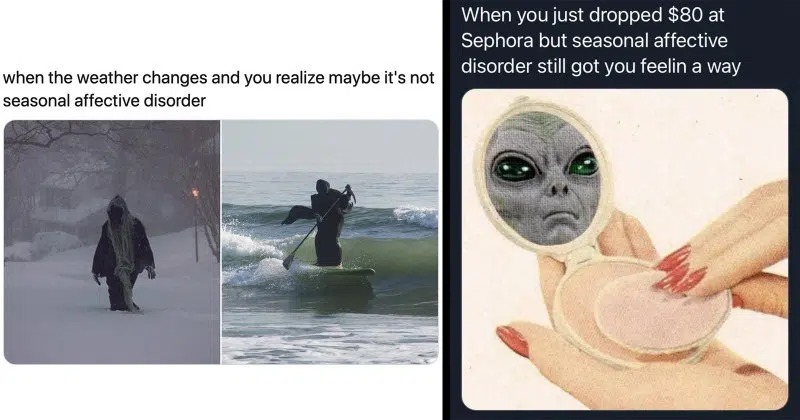 when the weather changes and you realize maybe it's not
seasonal affective disorder
When you just dropped $80 at
Sephora but seasonal affective
disorder still got you feelin a way